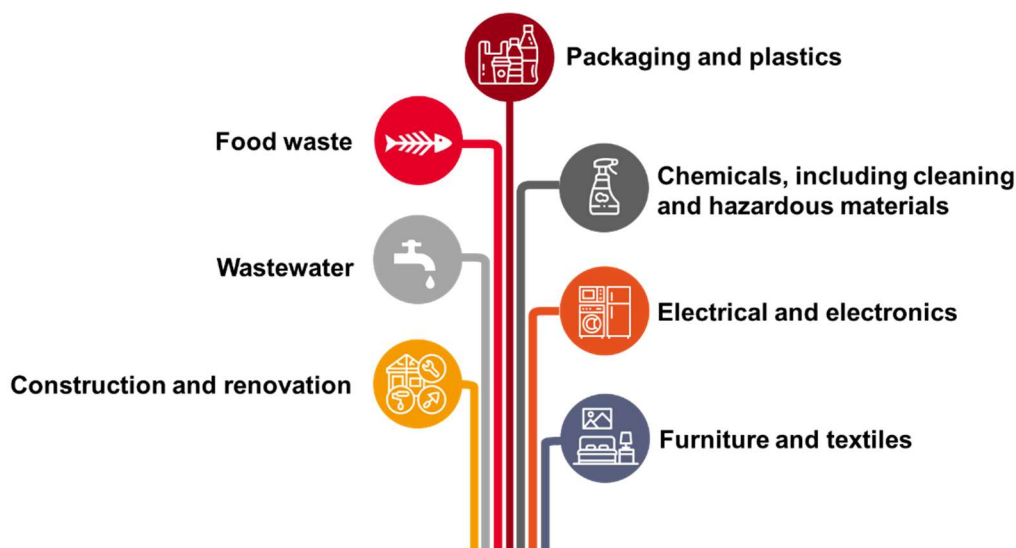 Packaging and plastics
Food waste
Chemicals, including cleaning
and hazardous materials
Wastewater
Electrical and electronics
Construction and renovation
Furniture and textiles